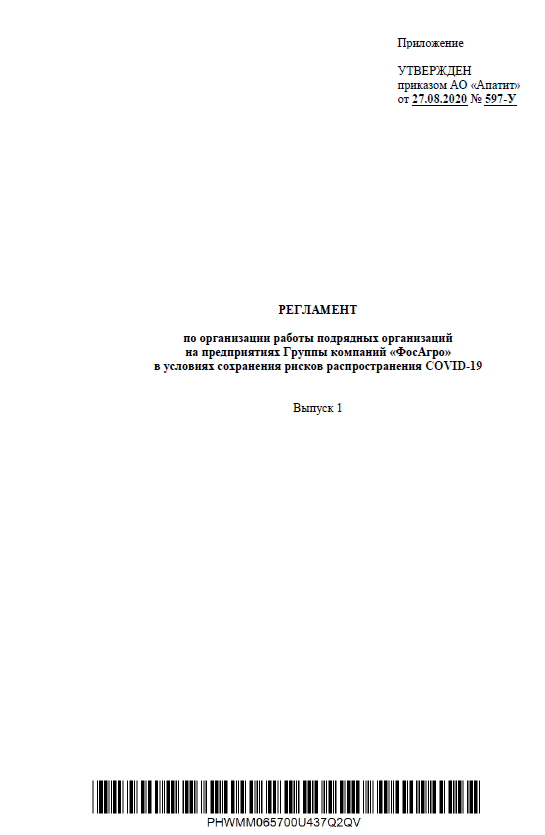 Приложение
УТВЕРЖДЕН
приказом АО «Апатит»
от 27.08.2020 № 597-У
РЕГЛАМЕНТ
по организации работы подрядных организаций
на предприятиях Группы компаний «ФосАгро»
в условиях сохранения рисков распространения COVID-19
Выпуск 1
PHWMM065700U437Q2QV